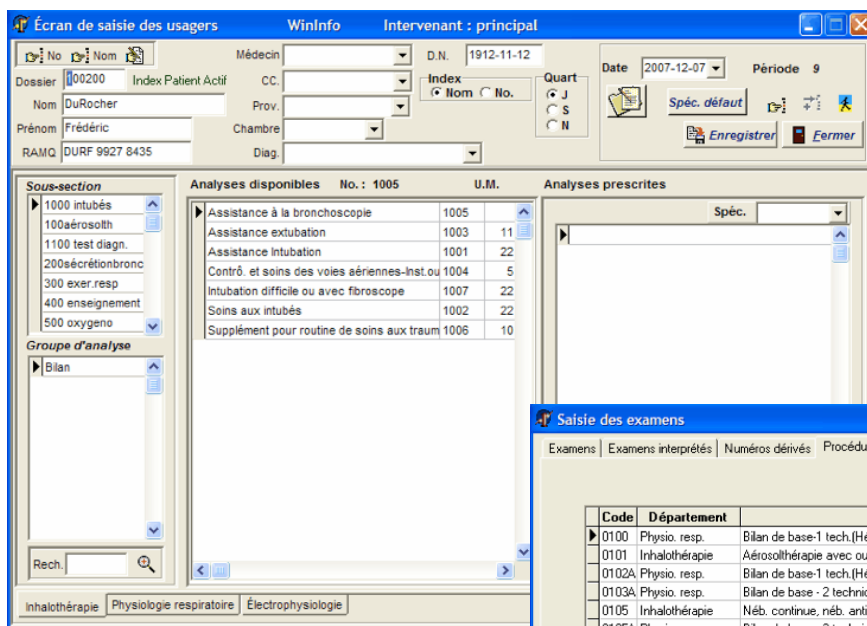 Écran de saisie des usagers WinInfo Intervenant : principal
No Nom
Dossier 100200 Index Patient Actif
Nom DuRocher
Prénom Frédéric
RAMQ DURF 9927 8435
Médecin
CC.
Prov.
Chambre
Diag.
D.N. 1912-11-12
Index
Nom No.
Quart
J
S
N
Date 2007-12-07 Période 9
Spéc. défaut
Enregistrer Fermer
Sous-section
1000 intubés
100aérosolth
1100 test diagn.
200sécrétionbronc
300 exer.resp
400 enseignement
500 oxygeno
Groupe d'analyse
Bilan
Rech.
Analyses disponibles No. : 1005 U.M.
Assistance à la bronchoscopie 1005
Assistance extubation 1003 11
Assistance Intubation 1001 22
Contrô. et soins des voies aériennes-Inst.ou 1004 5
Intubation difficile ou avec fibroscope 1007 22
Soins aux intubés 1002 22
Supplément pour routine de soins aux traum 1006 10
Analyses prescrites
Spéc.
Inhalothérapie Physiologie respiratoire Électrophysiologie
Saisie des examens
Examens Examens interprétés Numéros dérivés Procédu
Code Département
0100 Physio. resp. Bilan de base-1 tech.(Hé
0101 Inhalothérapie Aérosolthérapie avec ou
0102A Physio. resp. Bilan de base-1 tech.(Hé
0103A Physio. resp. Bilan de base - 2 technic
0105 Inhalothérapie Néb. continue, néb. anti